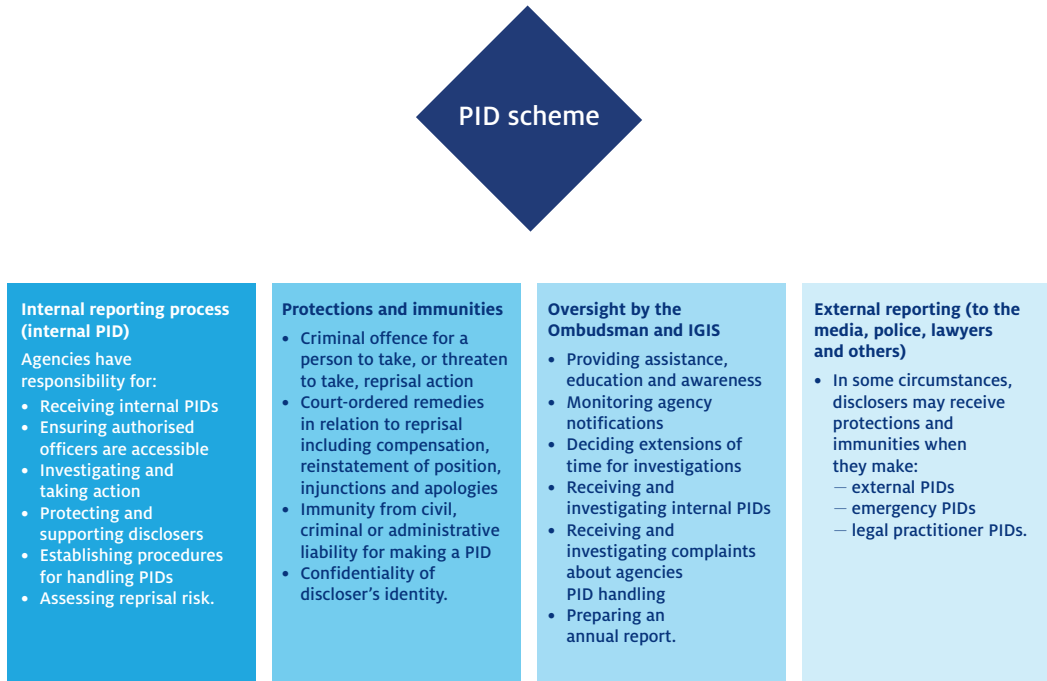 PID scheme
Internal reporting process
(internal PID)
Agencies have
responsibility for:
• Receiving internal PIDs
• Ensuring authorised
officers are accessible
• Investigating and
taking action
• Protecting and
supporting disclosers
• Establishing procedures
for handling PIDs
• Assessing reprisal risk.
Protections and immunities
• Criminal offence for a
person to take, or threaten
to take, reprisal action
• Court-ordered remedies
in relation to reprisal
including compensation,
reinstatement of position,
injunctions and apologies
• Immunity from civil,
criminal or administrative
liability for making a PID
• Confidentiality of
discloser’s identity.
Oversight by the
Ombudsman and IGIS
• Providing assistance,
education and awareness
• Monitoring agency
notifications
• Deciding extensions of
time for investigations
• Receiving and
investigating internal PIDs
• Receiving and
investigating complaints
about agencies
PID handling
• Preparing an
annual report.
External reporting (to the
media, police, lawyers
and others)
• In some circumstances,
disclosers may receive
protections and
immunities when
they make:
— external PIDs
— emergency PIDs
— legal practitioner PIDs.